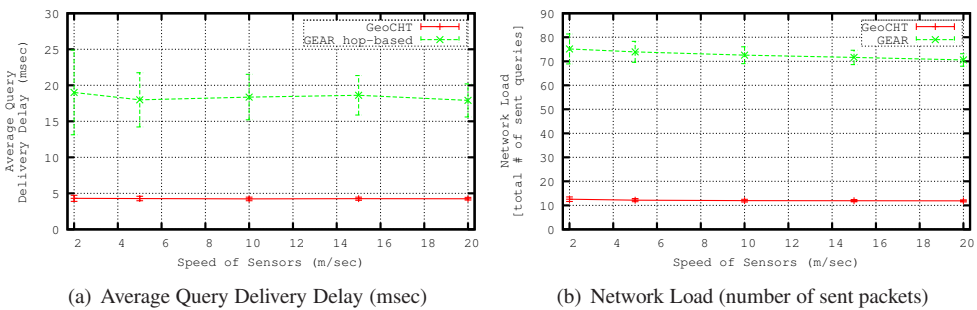 GeoCHT
GEAR hop-based
Average Query
Delivery Delay (msec)
30
25
20
15
10
5
0
2 4 6 8 10 12 14 16 18 20
Speed of Sensors (m/sec)
(a) Average Query Delivery Delay (msec)
GeoCHT
GEAR
Network Load
[total # of sent queries]
90
80
70
60
50
40
30
20
10
0
2 4 6 8 10 12 14 16 18 20
Speed of Sensors (m/sec)
(b) Network Load (number of sent packets)